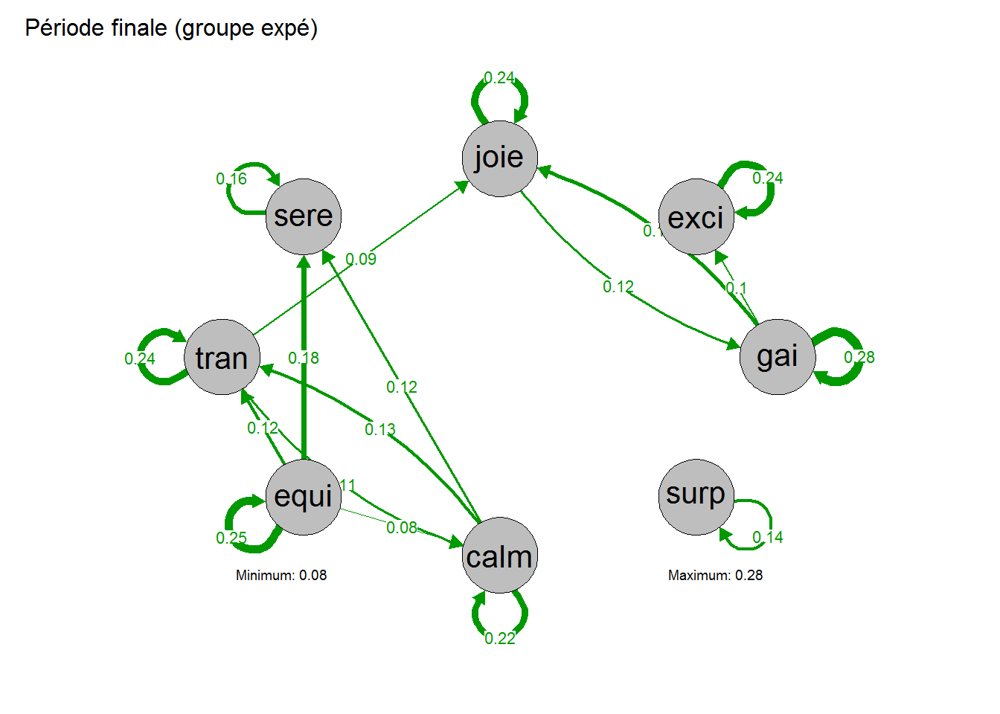 Période finale (groupe expé)
0.24
joie
0.16
0.24
sere
exci
0.09
0.12
0.1
0.24
tran
0.18
gai
0.28
0.12
0.13
0.12
equi
11
surp
0.25
0.08
calm
0.14
Minimum: 0.08
Maximum: 0.28
0.22